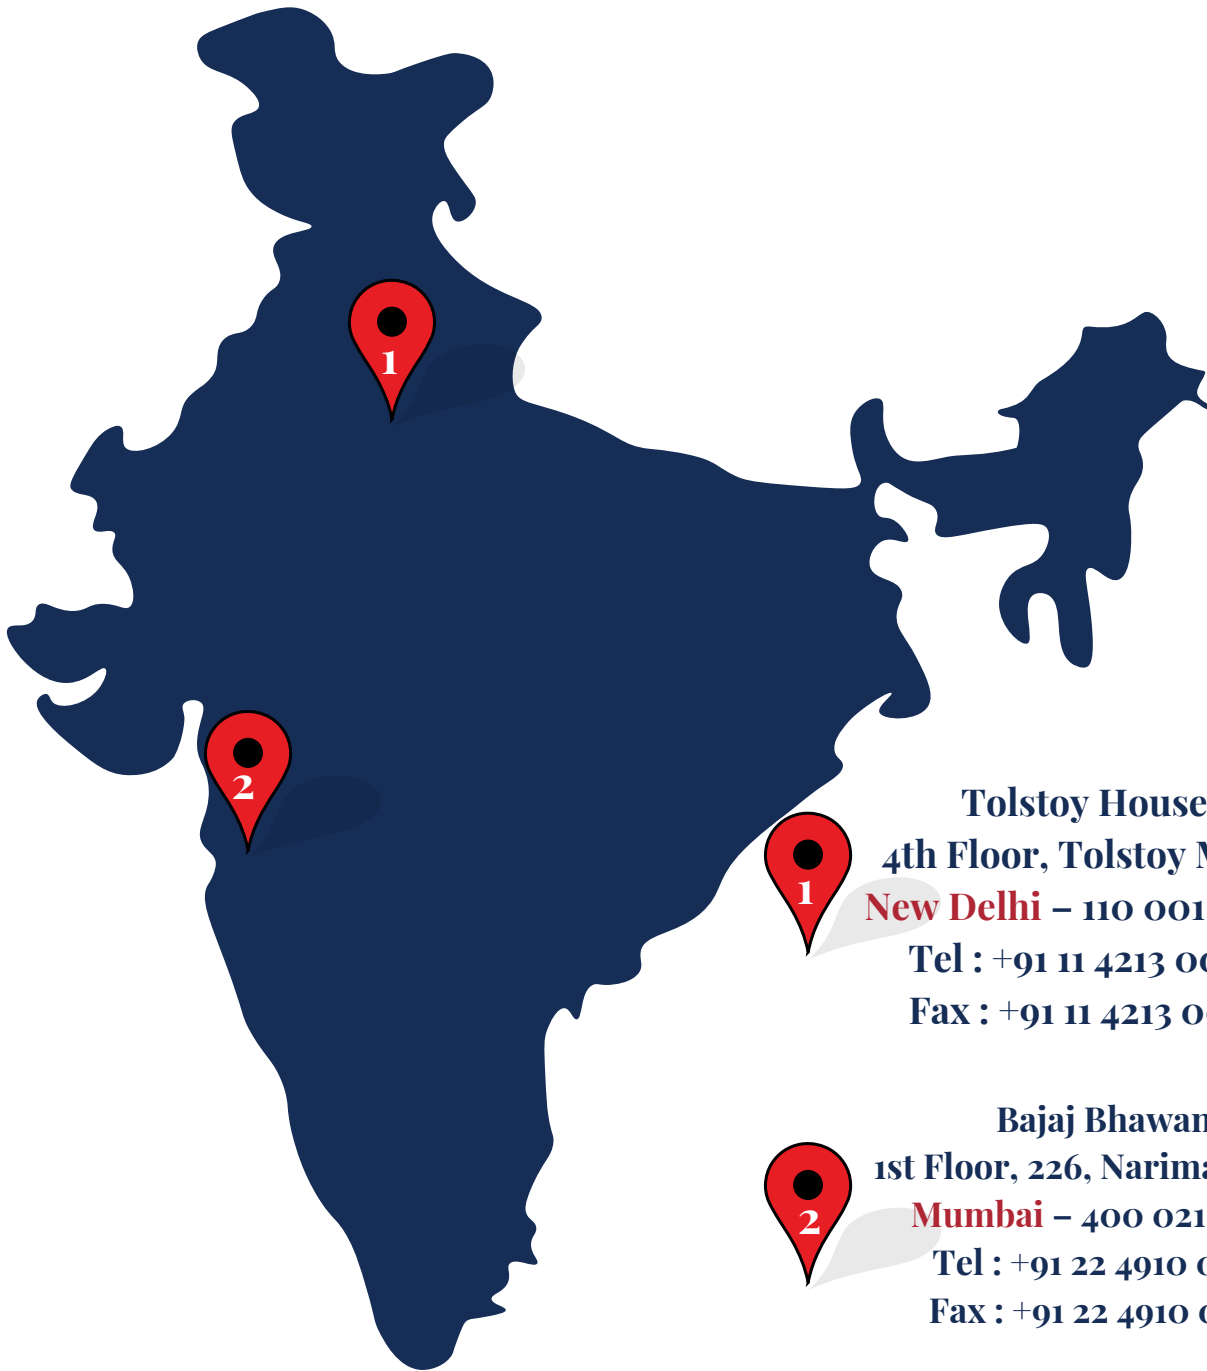 1
2
1
Tolstoy House
4th Floor, Tolstoy
New Delhi – 110 001
Tel : +91 11 4213
Fax : +91 11 4213
2
Bajaj Bhawan
1st Floor, 226,
Mumbai – 400 021
Tel : +91 22 4910
Fax : +91 22 4910